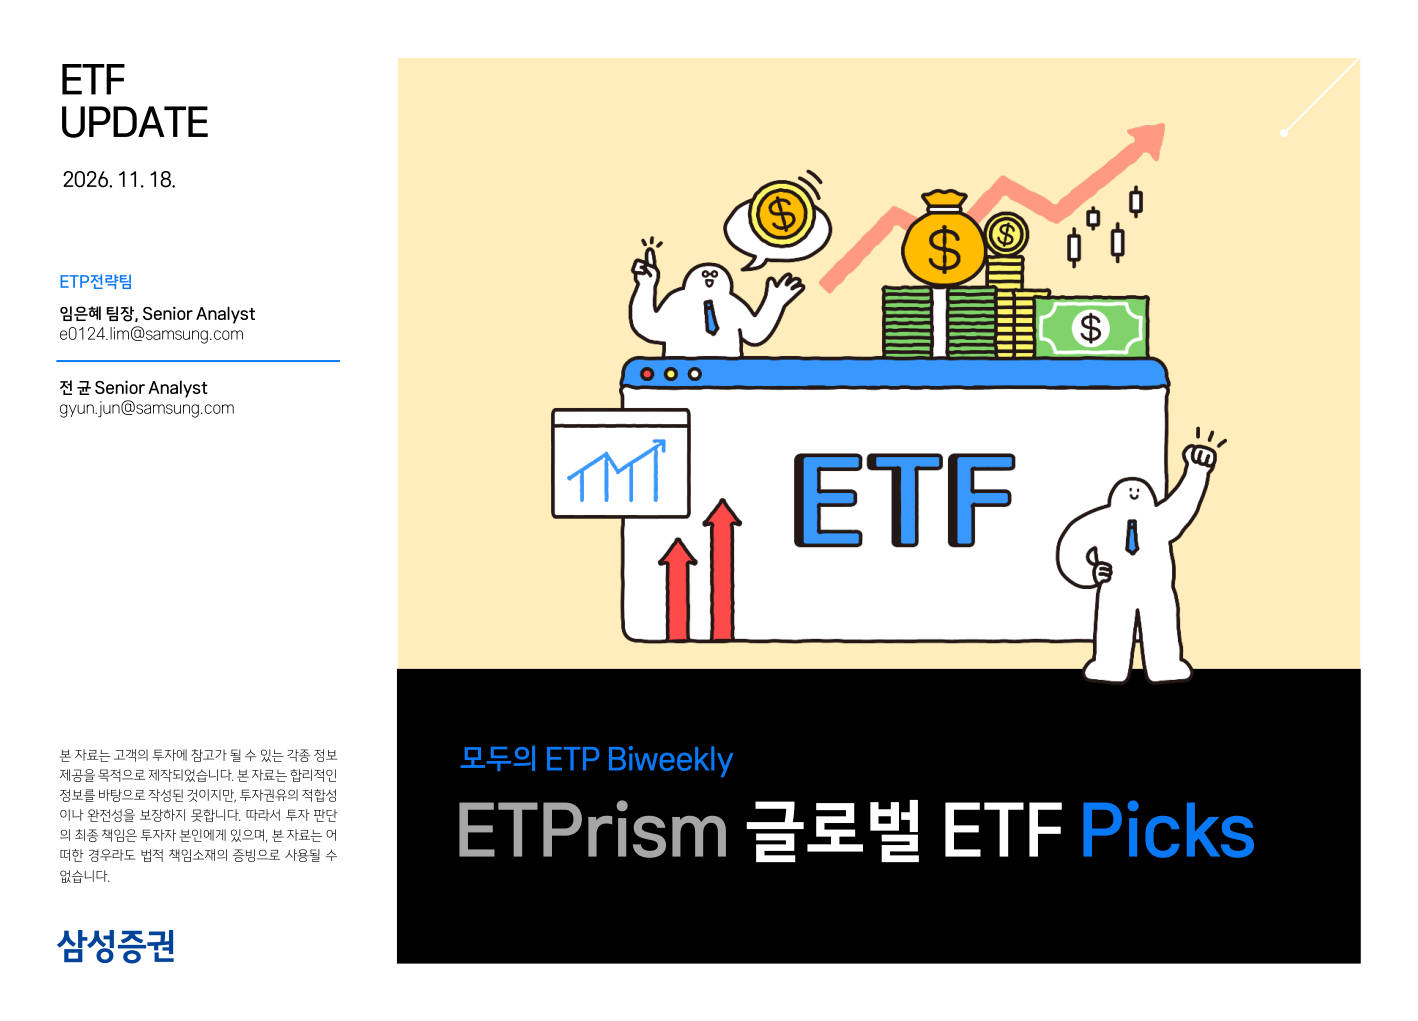 ETF
UPDATE
2026. 11. 18.
ETP전략팀
임은혜 팀장, Senior Analyst
e0124.lim@samsung.com
전 균 Senior Analyst
gyun.jun@samsung.com
본 자료는 고객의 투자에 참고가 될 수 있는 각종 정보
제공을 목적으로 제작되었습니다. 본 자료는 합리적인
정보를 바탕으로 작성된 것이지만, 투자권유의 적합성
이나 완전성을 보장하지 못합니다. 따라서 투자 판단
의 최종 책임은 투자자 본인에게 있으며, 본 자료는 어
떠한 경우라도 법적 책임소재의 증빙으로 사용될 수
없습니다.
삼성증권
$
$
$
$
ETF
모두의 ETP Biweekly
ETPrism 글로벌 ETF Picks